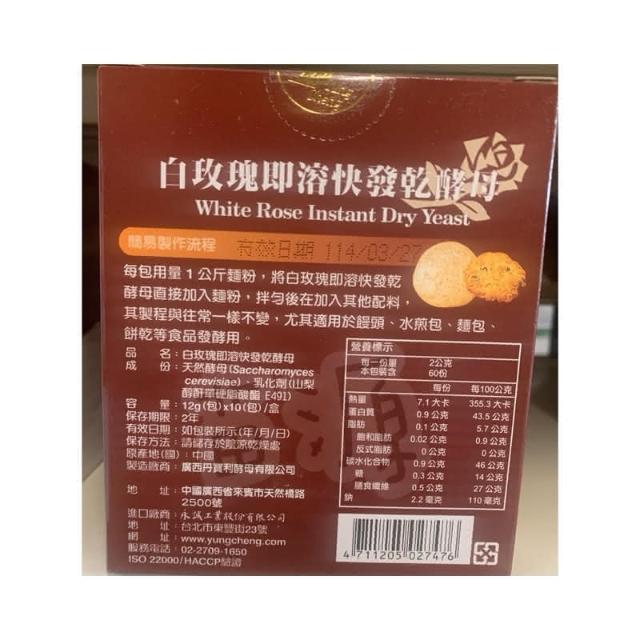 白玫瑰即溶快發乾酵母
White Rose Instant Dry Yeast
簡易製作流程 有效日期 114/03/27
每包用量1公斤麵粉，將白玫瑰即溶快發乾
酵母直接加入麵粉，拌勻後在加入其他配料，
其製程與往常一樣不變，尤其適用於饅頭、水煎包、麵包、
餅乾等食品發酵用。
品 名：白玫瑰即溶快發乾酵母
成 份：天然酵母(Saccharomyces
cerevisiae)、乳化劑(山梨
醇酐單硬脂酸酯 E491)
容 量：12g(包)x10(包)/盒
保存期限：2年
有效日期：如包裝所示(年/月/日)
保存方法：請儲存於陰涼乾燥處
原產地(國)：中國
製造廠商：廣西丹寶利酵母有限公司
地 址：中國廣西省來賓市天然橋路
2500號
進口廠商：永誠工業股份有限公司
地 址：台北市東豐街23號
網 址：www.yungcheng.com
服務電話：02-2709-1650
ISO 22000/HACCP驗證
營養標示
每一份量 2公克
本包裝含 60份
每份 每100公克
熱量 7.1大卡 355.3大卡
蛋白質 0.9公克 43.5公克
脂肪 0.1公克 5.7公克
飽和脂肪 0.02公克 0.9公克
反式脂肪 0公克 0公克
碳水化合物 0.9公克 46公克
糖 0.3公克 14公克
膳食纖維 0.5公克 27公克
鈉 2.2毫克 110毫克
4 711205 027476